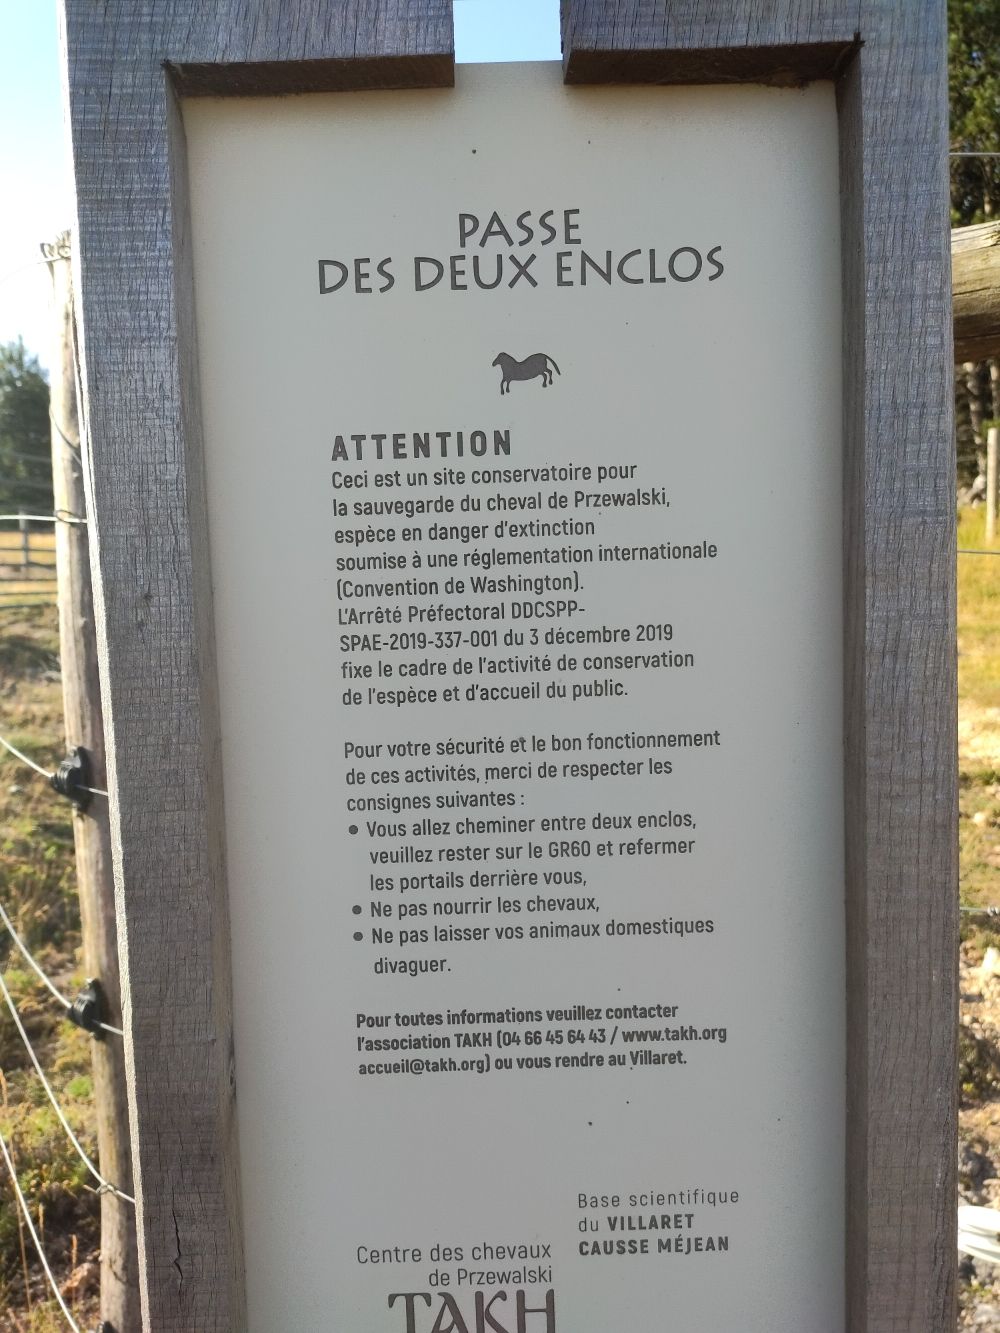 PASSE
DES DEUX ENCLOS
ATTENTION
Ceci est un site conservatoire pour
la sauvegarde du cheval de Przewalski,
espèce en danger d'extinction
soumise à une réglementation internationale
(Convention de Washington).
L'Arrêté Préfectoral DDCSPP-
SPAE-2019-337-001 du 3 décembre 2019
fixe le cadre de l'activité de conservation
de l'espèce et d'accueil du public.
Pour votre sécurité et le bon fonctionnement
de ces activités, merci de respecter les
consignes suivantes :
• Vous allez cheminer entre deux enclos,
veuillez rester sur le GR60 et refermer
les portails derrière vous,
• Ne pas nourrir les chevaux,
• Ne pas laisser vos animaux domestiques
divaguer.
Pour toutes informations veuillez contacter
l'association TAKH (04 66 45 64 43 / www.takh.org
accueil@takh.org) ou vous rendre au Villaret.
Base scientifique
du VILLARET
CAUSSE MÉJEAN
Centre des chevaux
de Przewalski
TAKH